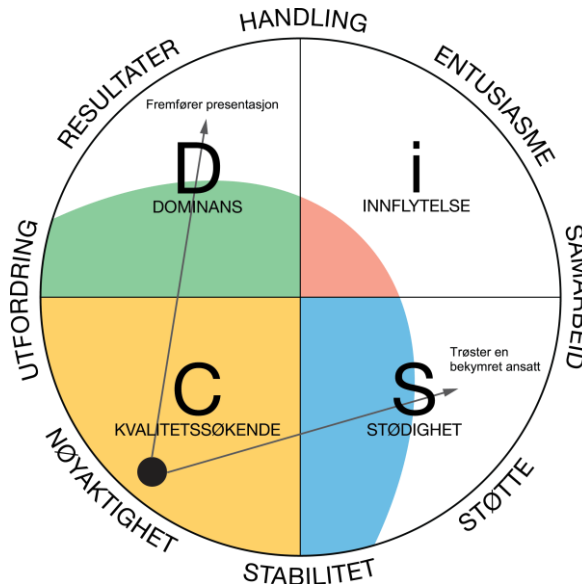 HANDLING
RESULTATER
ENTUSIASME
Fremfører presentasjon
D
DOMINANS
i
INNFLYTELSE
UTFORDRING
SAMARBEID
Trøster en
bekymret ansatt
C
KVALITETSSØKENDE
S
STØDIGHET
NØYAKTIGHET
STØTTE
STABILITET